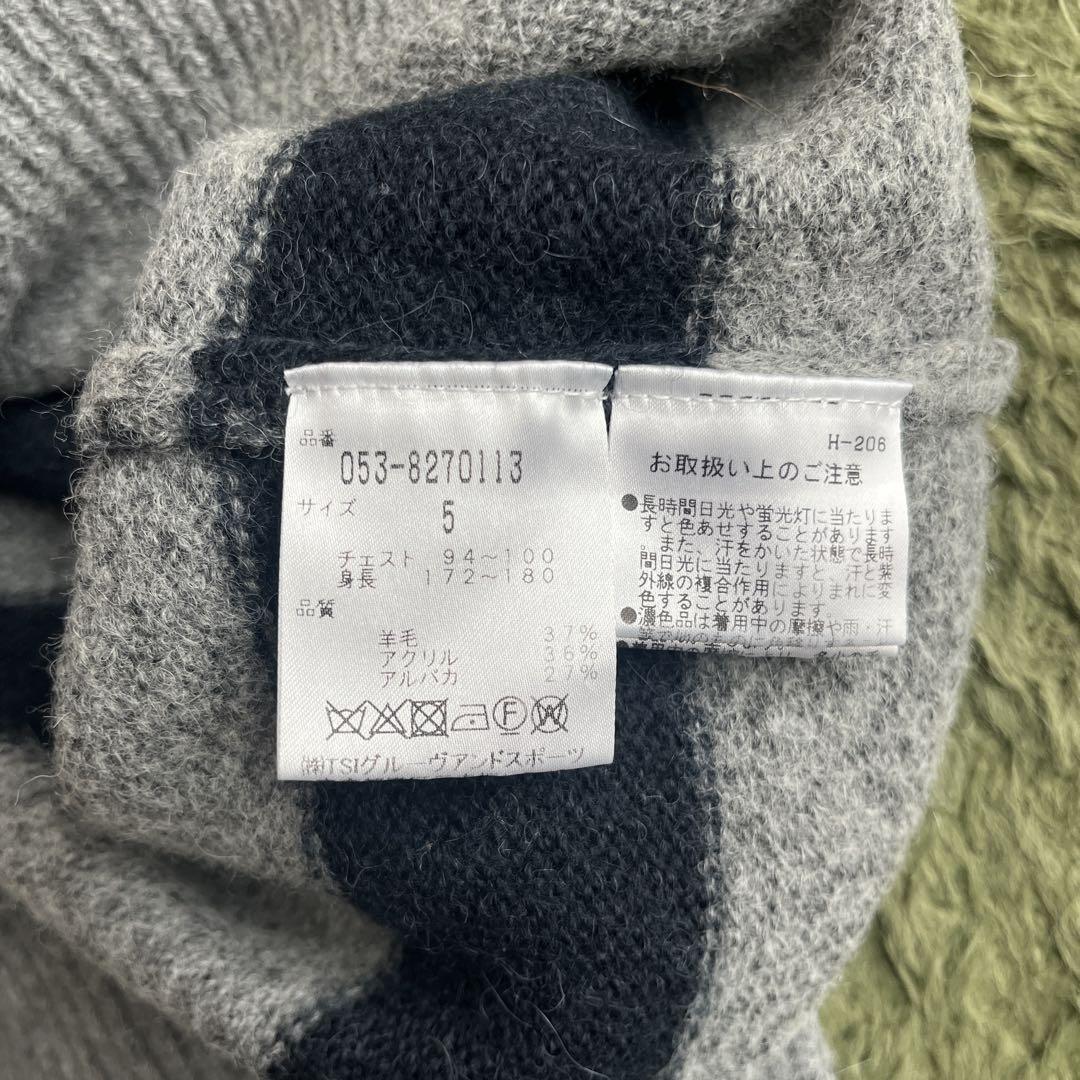 品番
053-8270113
サイズ
5
チェスト 94～100
身長 172～180
品質
羊毛 37%
アクリル 36%
アルパカ 27%
F W
(株)TSIグルーヴアンドスポーツ
H-206
お取扱い上のご注意
●長時間日光や蛍光灯に当たりま
すと色あせすることがあります
。また、汗をかいた状態で長時
間日光に当たりますと、汗と紫
外線の複合作用によりまれに変
色することがあります。
●濃色品は着用中の摩擦や雨・汗